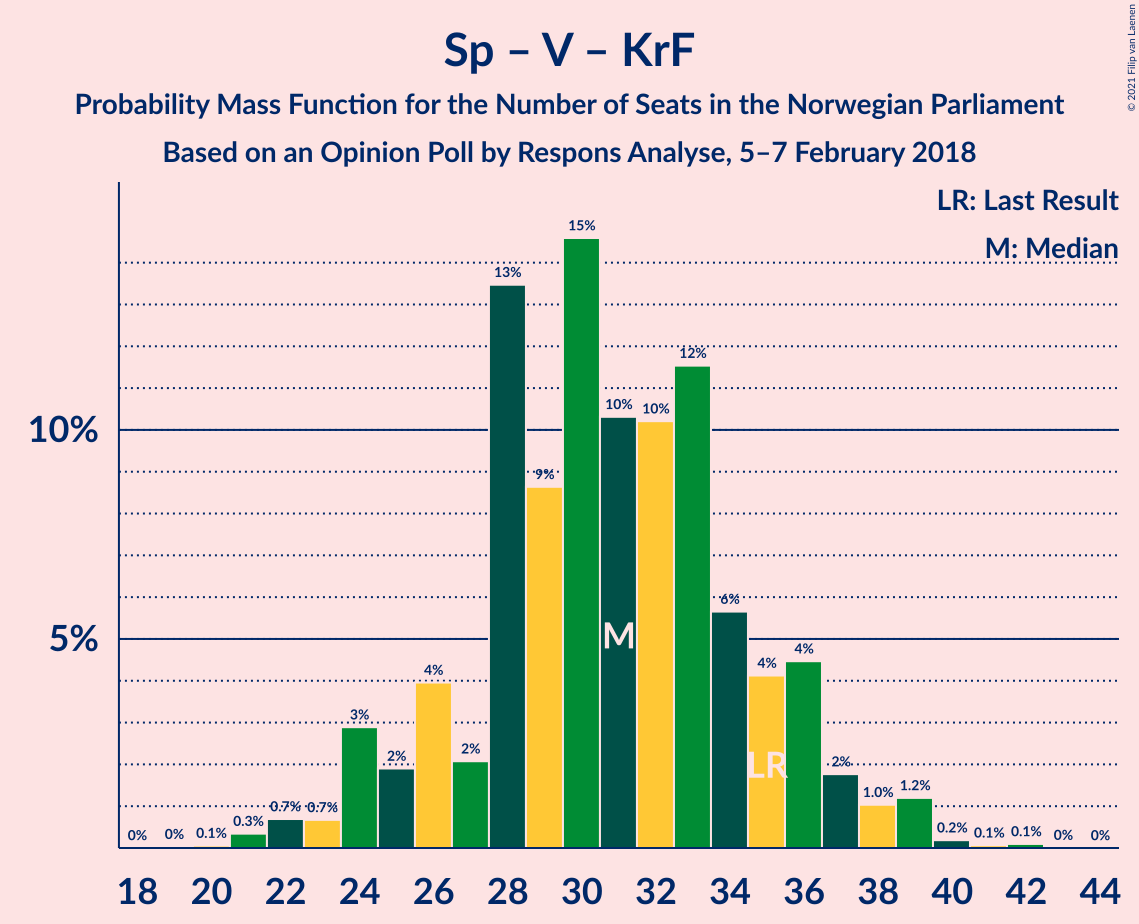 Sp – V – KrF
Probability Mass Function for the Number of Seats in the Norwegian Parliament
Based on an Opinion Poll by Respons Analyse, 5–7 February 2018
© 2021 Filip van Laenen
LR: Last Result
M: Median
10%
5%
0% 0% 0.1% 0.3% 0.7% 0.7% 3% 2% 4% 2% 13% 9% 15% 10% 10% 12% 6% 4% 4% 2% 1.0% 1.2% 0.2% 0.1% 0.1% 0% 0%
M
LR
18 20 22 24 26 28 30 32 34 36 38 40 42 44